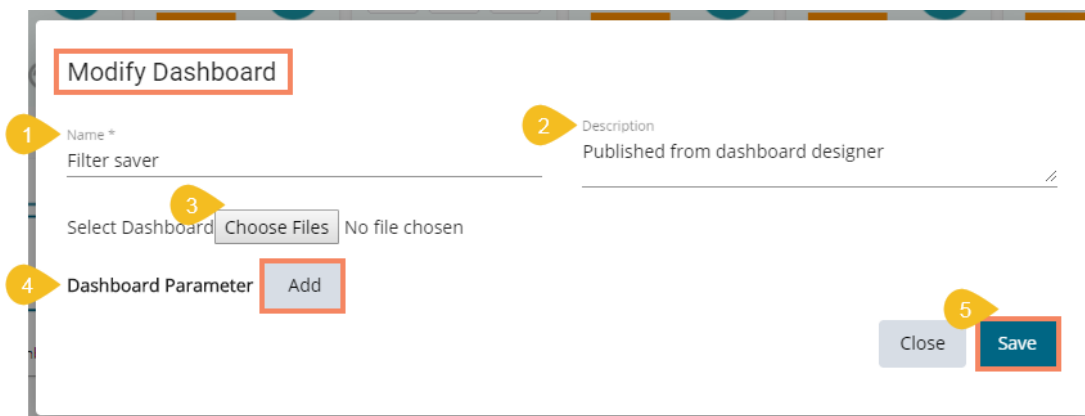 Modify Dashboard
1
Name *
Filter saver
2
Description
Published from dashboard designer
3
Select Dashboard Choose Files No file chosen
4
Dashboard Parameter Add
5
Close Save